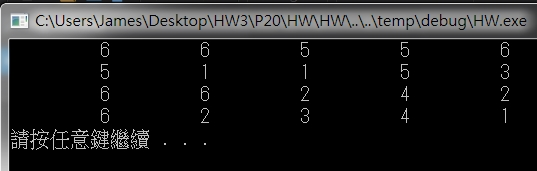 C:\Users\James\Desktop\HW3\P20\HW\HW\..\..\temp\debug\HW.exe
6 6 5 5 6
5 1 1 5 3
6 6 2 4 2
6 2 3 4 1
請按任意鍵繼續 . . .